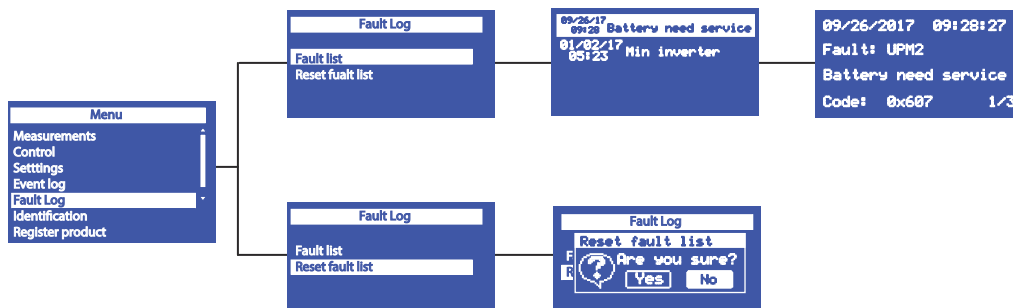 Menu
Measurements
Control
Setttings
Event log
Fault Log
Identification
Register product
Fault Log
Fault list
Reset fualt list
09/26/17
09:28 Battery need service
01/02/17
05:23 Min inverter
09/26/2017 09:28:27
Fault: UPM2
Battery need service
Code: 0x607 1/3
Fault Log
Fault list
Reset fault list
Fault Log
Reset fault list
F
R
Are you sure?
Yes No